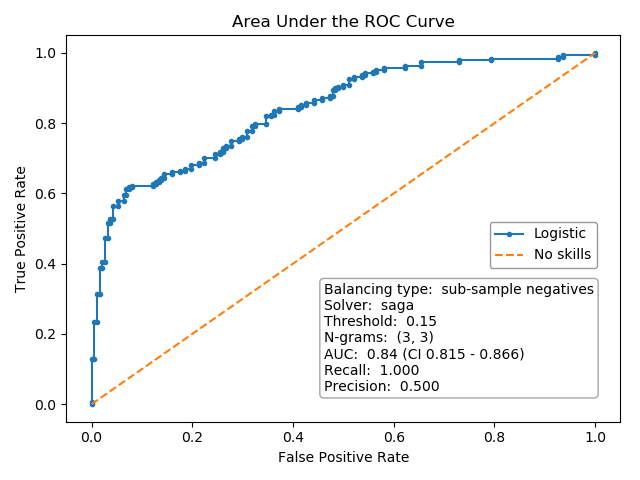 Area Under the ROC Curve
True Positive Rate
1.0
0.8
0.6
0.4
0.2
0.0
Logistic
No skills
Balancing type:  sub-sample negatives
Solver:  saga
Threshold:  0.15
N-grams:  (3, 3)
AUC:  0.84 (CI 0.815 - 0.866)
Recall:  1.000
Precision:  0.500
0.0 0.2 0.4 0.6 0.8 1.0
False Positive Rate